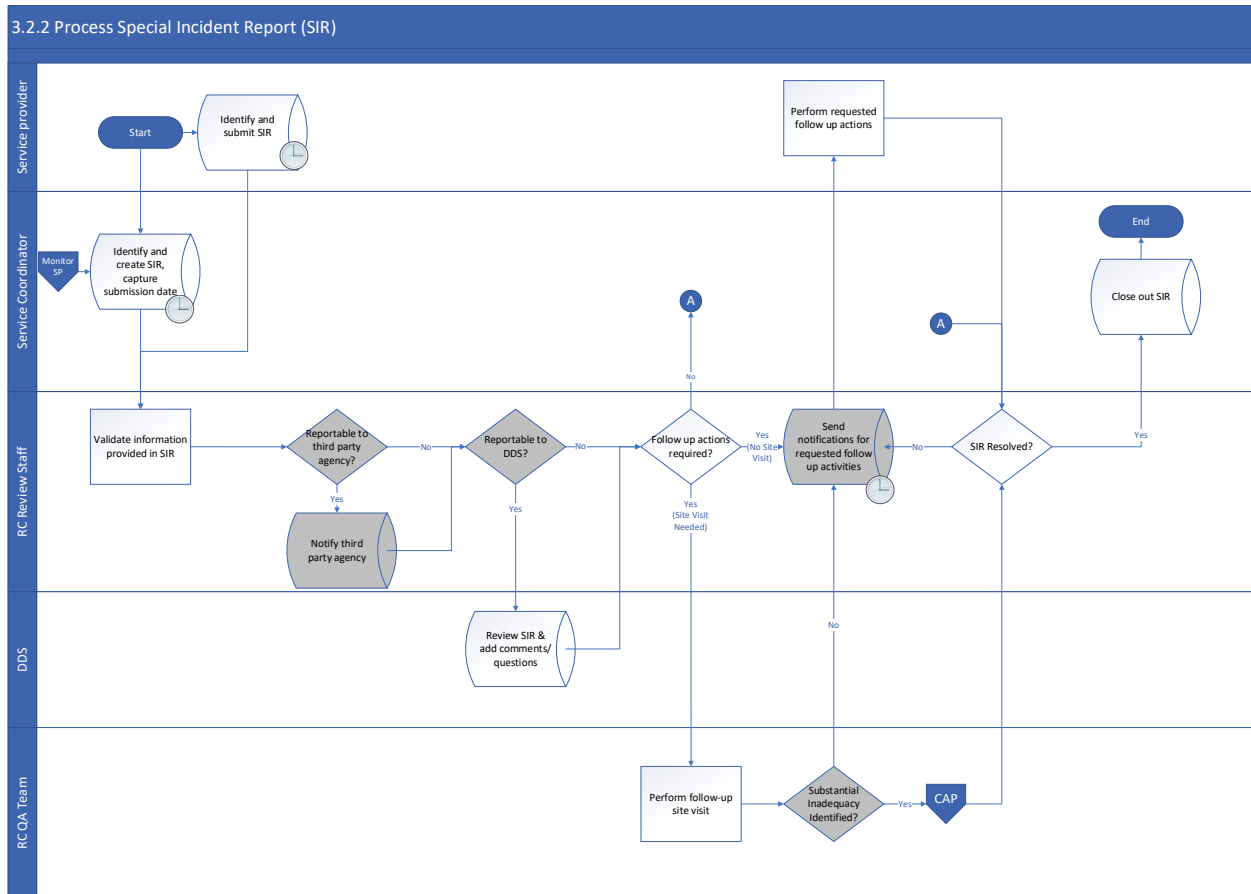 3.2.2 Process Special Incident Report (SIR)
Service provider
Start
Identify and
submit SIR
Perform requested
follow up actions
Service Coordinator
Monitor
SP
Identify and
create SIR,
capture
submission date
A
A
End
Close out SIR
RC Review Staff
Validate information
provided in SIR
Reportable to
third party
agency?
No
Yes
Notify third
party agency
Reportable to
DDS?
No
Yes
Follow up actions
required?
No
Yes
(No Site
Visit)
Yes
(Site Visit
Needed)
Send
notifications for
requested follow
up activities
No
SIR Resolved?
Yes
DDS
Review SIR &
add comments/
questions
No
RC QA Team
Perform follow-up
site visit
Substantial
Inadequacy
Identified?
Yes
CAP